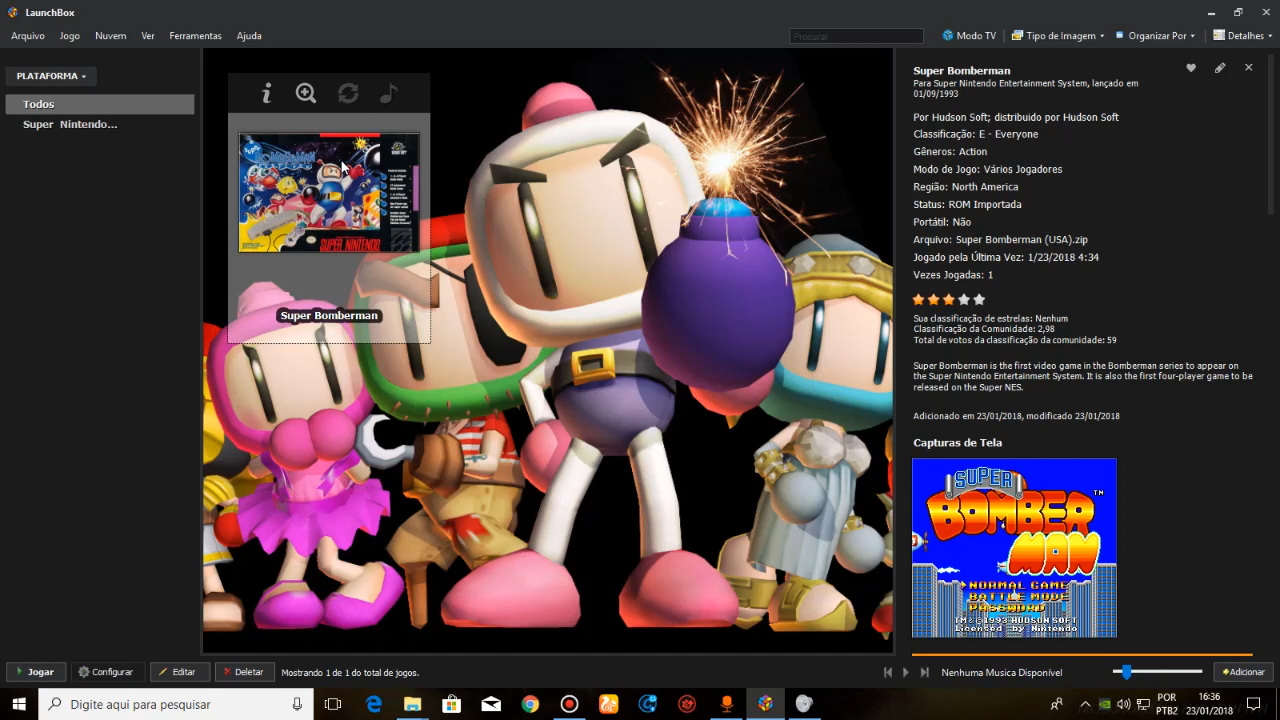 LaunchBox
Arquivo Jogo Nuvem Ver Ferramentas Ajuda
Procurar
Modo TV Tipo de Imagem Organizar Por Detalhes
PLATAFORMA
Todos
Super Nintendo...
SUPER NINTENDO
Super Bomberman
Super Bomberman
Para Super Nintendo Entertainment System, lançado em
01/09/1993
Por Hudson Soft; distribuido por Hudson Soft
Classificação: E - Everyone
Gêneros: Action
Modo de Jogo: Vários Jogadores
Região: North America
Status: ROM Importada
Portátil: Não
Arquivo: Super Bomberman (USA).zip
Jogado pela Última Vez: 1/23/2018 4:34
Vezes Jogadas: 1
Sua classificação de estrelas: Nenhum
Classificação da Comunidade: 2,98
Total de votos da classificação da comunidade: 59
Super Bomberman is the first video game in the Bomberman series to appear on
the Super Nintendo Entertainment System. It is also the first four-player game to be
released on the Super NES.
Adicionado em 23/01/2018, modificado 23/01/2018
Capturas de Tela
SUPER
BOMBER
MAN
TM
NORMAL GAME
BATTLE MODE
PASSWORD
TM & ©1993 HUDSON SOFT
Licensed by Nintendo
Jogar Configurar Editar Deletar Mostrando 1 de 1 do total de jogos.
Nenhuma Musica Disponível
Adicionar
Digite aqui para pesquisar
POR
PTB2
16:36
23/01/2018